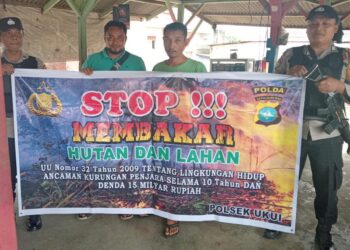 STOP !!!
POLDA
MEMBAKAR
HUTAN DAN LAHAN
UU Nomor 32 Tahun 2009 TENTANG LINGKUNGAN HIDUP
ANCAMAN KURUNGAN PENJARA SELAMA 10 Tahun DAN
DENDA 15 MILYAR RUPIAH
POLSEK UKUI